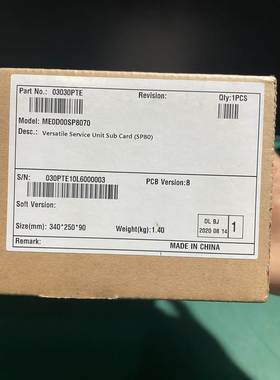 Part No.: 03030PTE Revision: Qty:1PCS
Model: ME0D00SP8070
Desc.: Versatile Service Unit Sub Card (SP80)
S/N: 030PTE10L6000003 PCB Version:B
Soft Version:
DL BJ
2020 08 14
1
Size(mm): 340*250*90 Weight(kg): 1.40
Remark: MADE IN CHINA